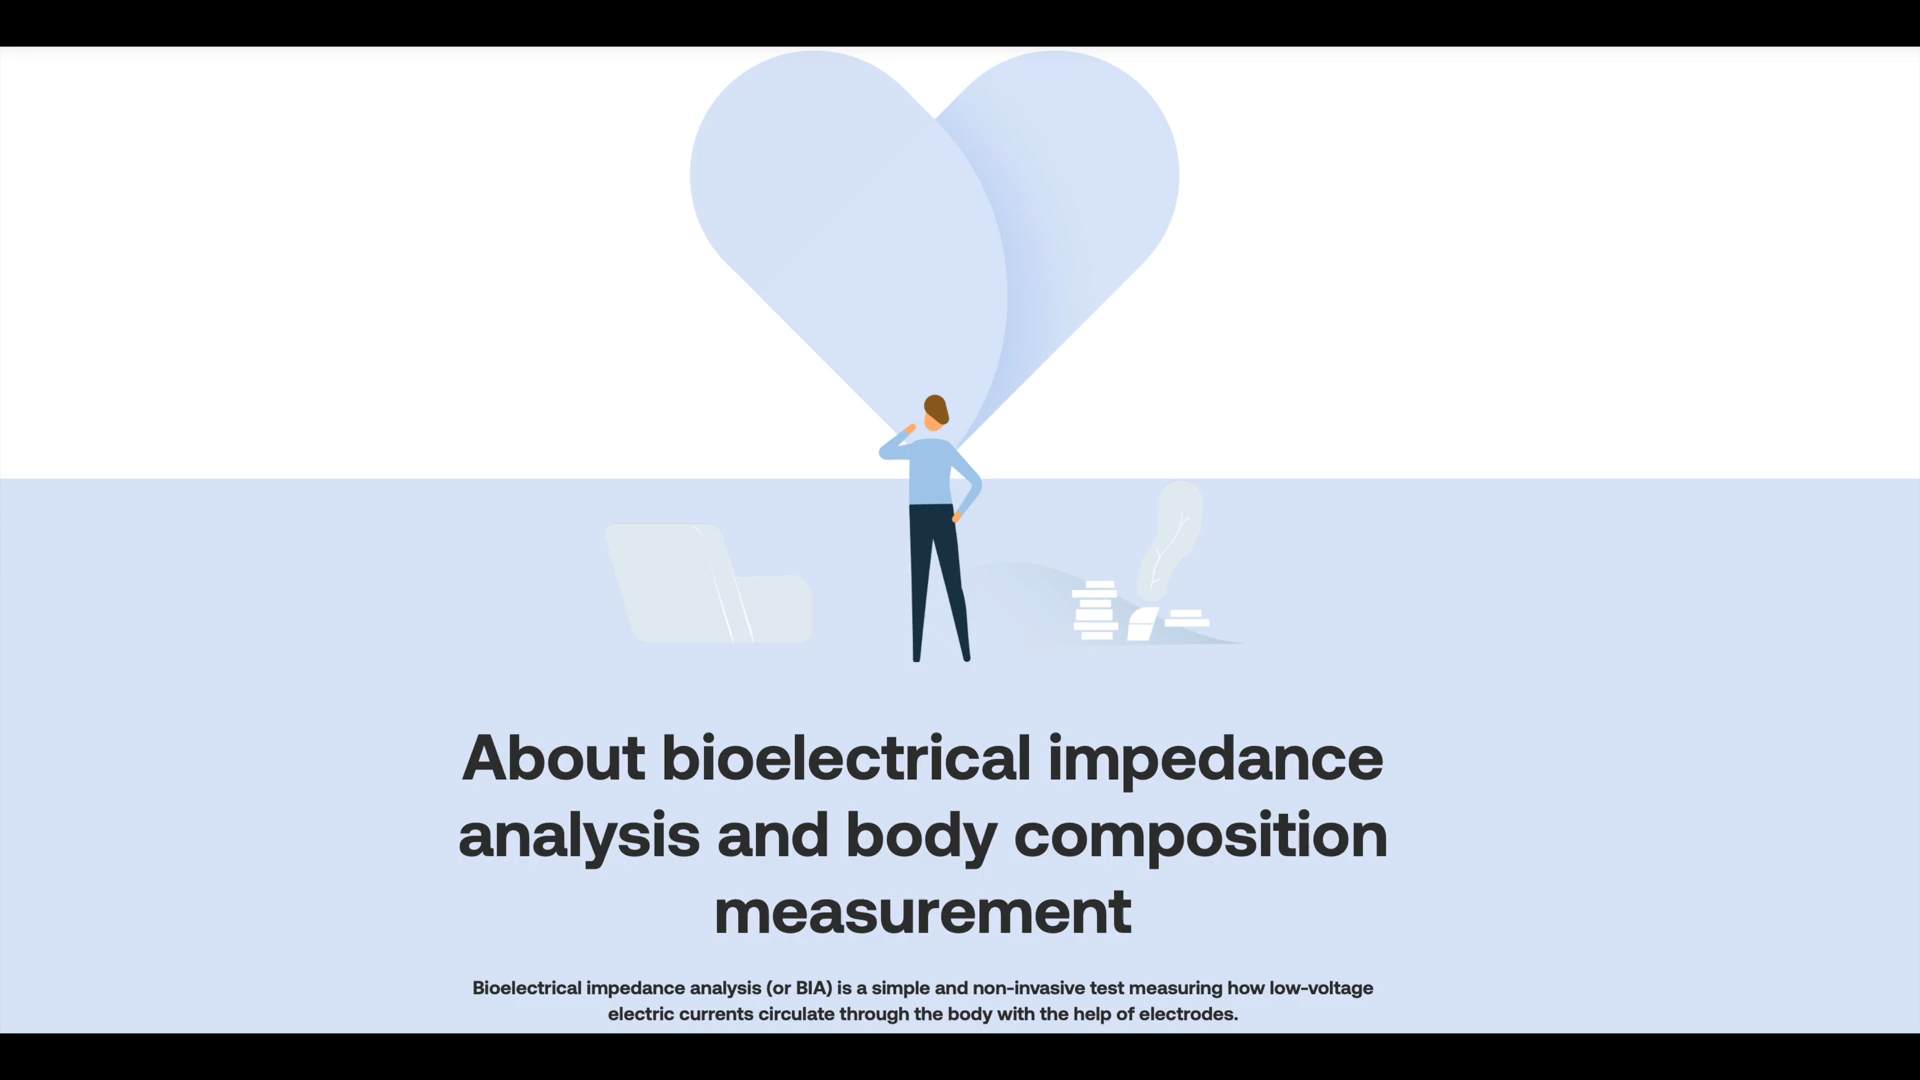 About bioelectrical impedance
analysis and body composition
measurement
Bioelectrical impedance analysis (or BIA) is a simple and non-invasive test measuring how low-voltage
electric currents circulate through the body with the help of electrodes.